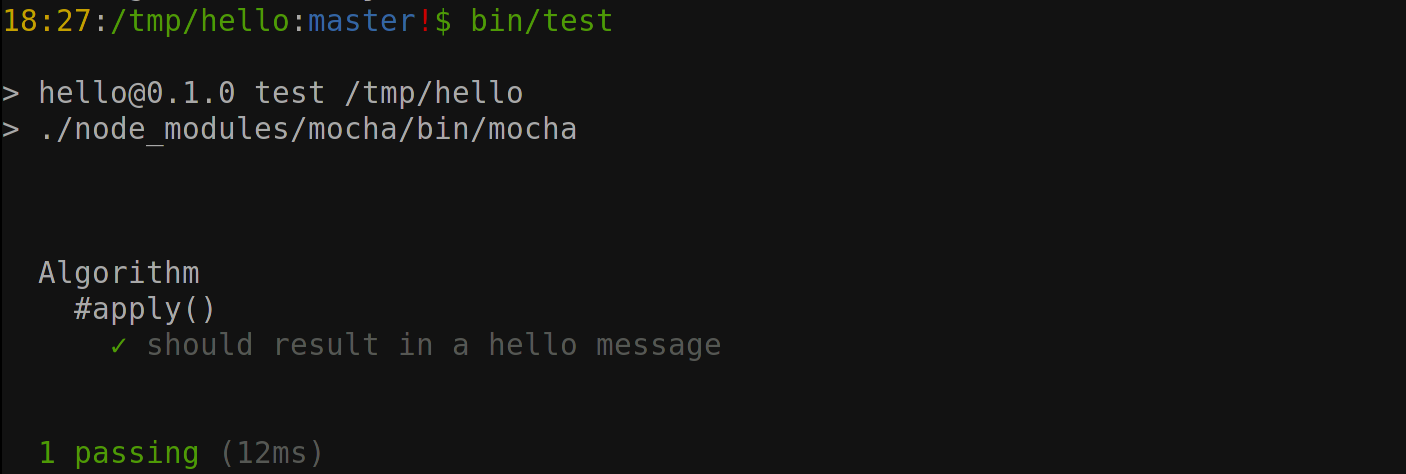 18:27:/tmp/hello:master!$ bin/test
> hello@0.1.0 test /tmp/hello
> ./node_modules/mocha/bin/mocha
Algorithm
#apply()
✓ should result in a hello message
1 passing (12ms)